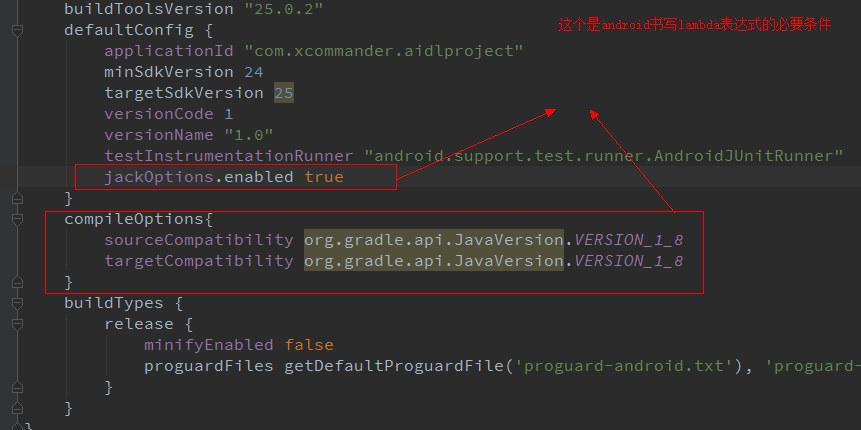 buildToolsVersion "25.0.2"
defaultConfig {
这个是android书写lambda表达式的必要条件
applicationId "com.xcommander.aidlproject"
minSdkVersion 24
targetSdkVersion 25
versionCode 1
versionName "1.0"
testInstrumentationRunner "android.support.test.runner.AndroidJUnitRunner"
jackOptions.enabled true
}
compileOptions{
sourceCompatibility org.gradle.api.JavaVersion.VERSION_1_8
targetCompatibility org.gradle.api.JavaVersion.VERSION_1_8
}
buildTypes {
release {
minifyEnabled false
proguardFiles getDefaultProguardFile('proguard-android.txt'), 'proguard-
}
}
}